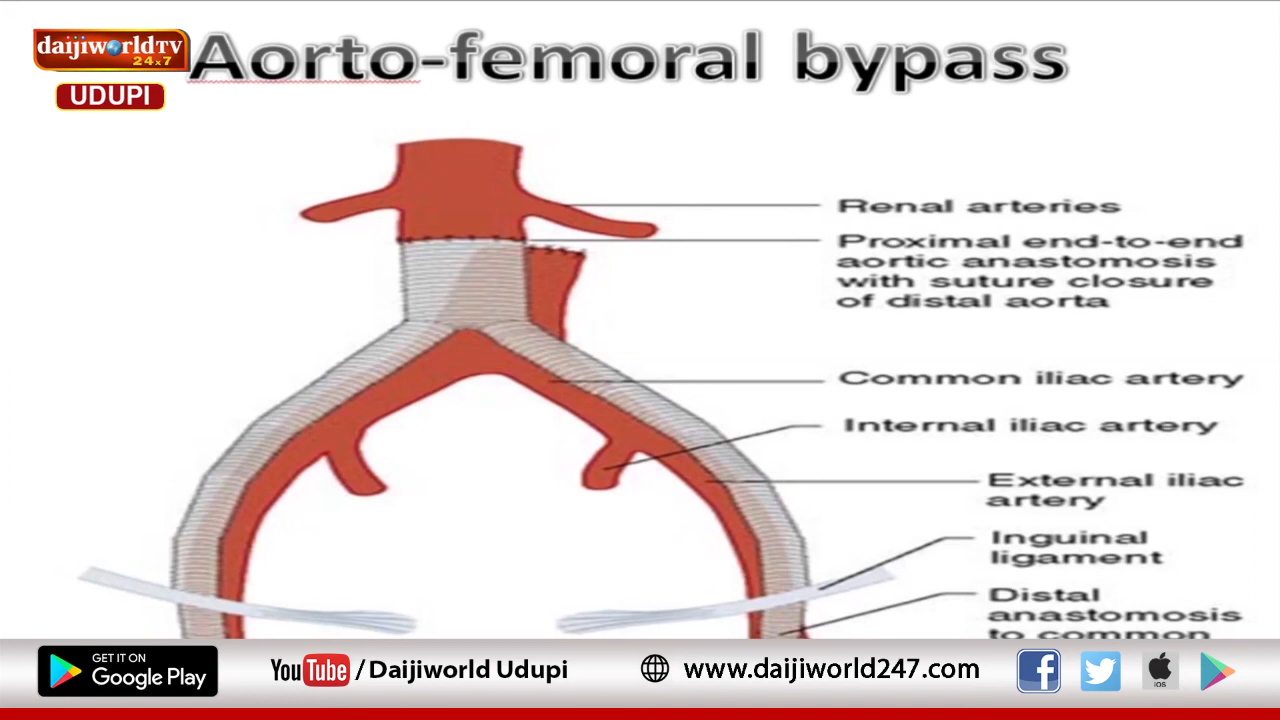 daijiworldTV
24x7
UDUPI
Aorto-femoral bypass
Renal arteries
Proximal end-to-end
aortic anastomosis
with suture closure
of distal aorta
Common iliac artery
Internal iliac artery
External iliac
artery
Inguinal
ligament
Distal
anastomosis
to common
GET IT ON
Google Play
YouTube / Daijiworld Udupi
www.daijiworld247.com
iOS